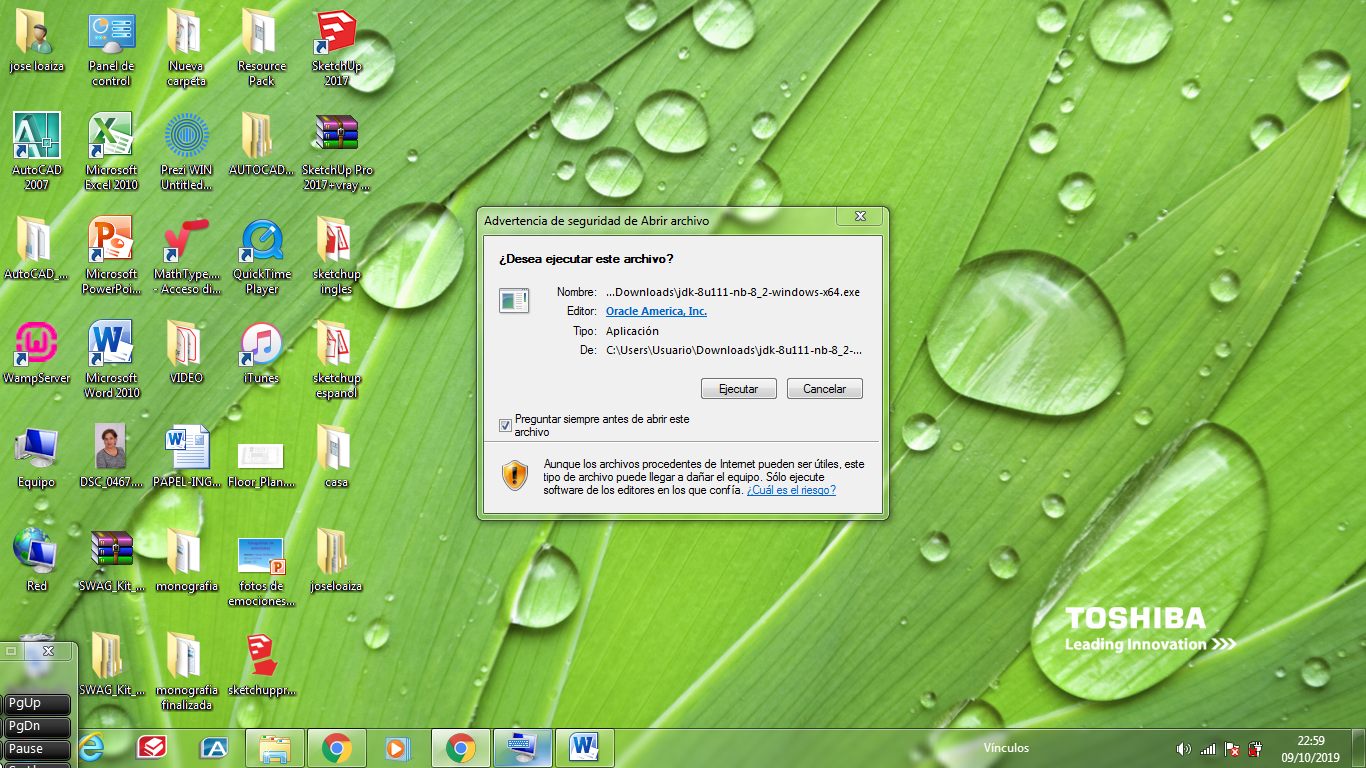 jose loaiza
Panel de
control
Nueva
carpeta
Resource
Pack
SketchUp
2017
AutoCAD
2007
Microsoft
Excel 2010
Prezi WIN
Untitled...
AUTOCAD...
SketchUp Pro
2017+vray ...
AutoCAD_...
Microsoft
PowerPoi...
MathType....
- Acceso di...
QuickTime
Player
sketchup
ingles
WampServer
Microsoft
Word 2010
VIDEO
iTunes
sketchup
espanol
Equipo
DSC_0467....
PAPEL-ING...
Floor_Plan....
casa
Red
SWAG_Kit_...
monografia
fotos de
emociones...
joseloaiza
SWAG_Kit_...
monografia
finalizada
sketchuppr...
Advertencia de seguridad de Abrir archivo
¿Desea ejecutar este archivo?
Nombre: ...Downloads\jdk-8u111-nb-8_2-windows-x64.exe
Editor: Oracle America, Inc.
Tipo: Aplicación
De: C:\Users\Usuario\Downloads\jdk-8u111-nb-8_2-...
Ejecutar
Cancelar
Preguntar siempre antes de abrir este
archivo
Aunque los archivos procedentes de Internet pueden ser útiles, este
tipo de archivo puede llegar a dañar el equipo. Sólo ejecute
software de los editores en los que confía. ¿Cuál es el riesgo?
TOSHIBA
Leading Innovation >>>
PgUp
PgDn
Pause
Vínculos
22:59
09/10/2019